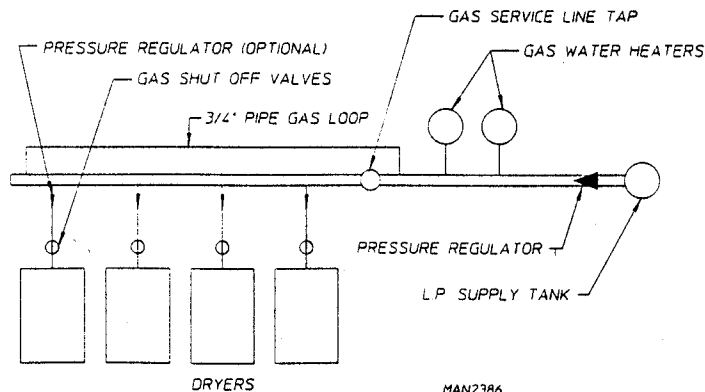 GAS SERVICE LINE TAP
PRESSURE REGULATOR (OPTIONAL)
GAS WATER HEATERS
GAS SHUT OFF VALVES
3/4" PIPE GAS LOOP
PRESSURE REGULATOR
L.P SUPPLY TANK
DRYERS
MAN2386